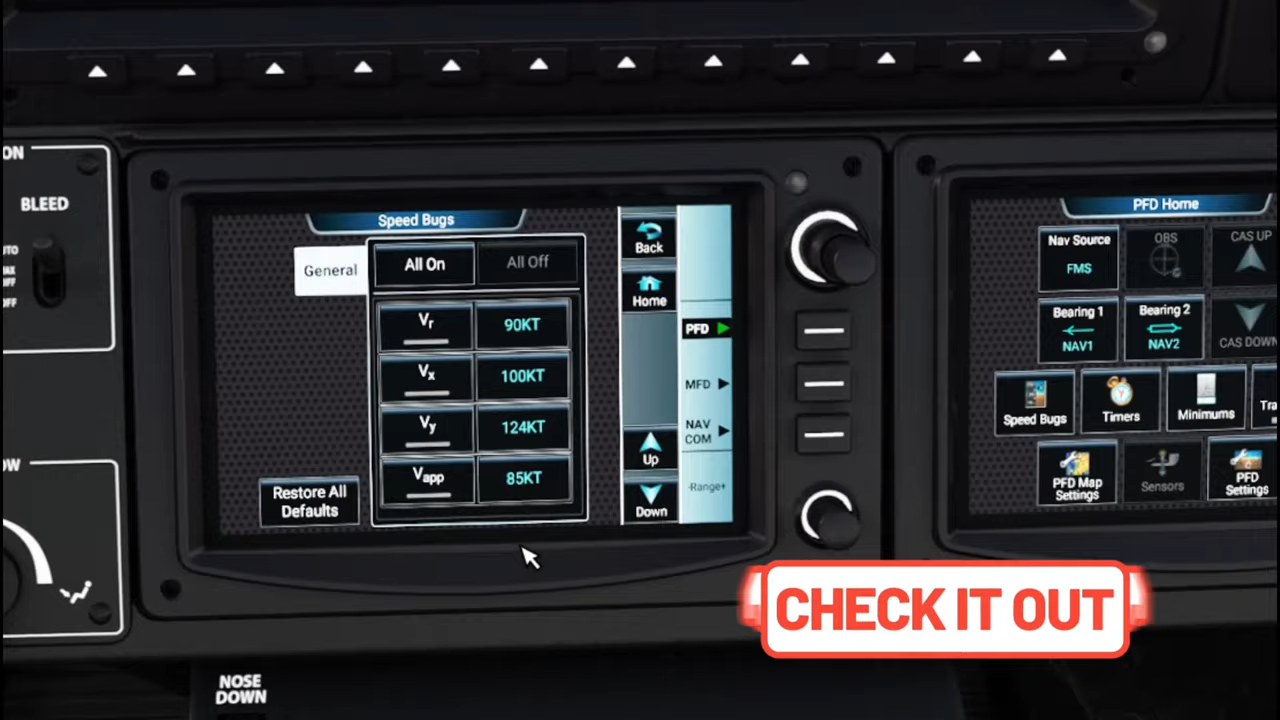 ON
BLEED
OFF
OW
Speed Bugs
General
All On
All Off
Vr
90KT
Vx
100KT
Vy
124KT
Vapp
85KT
Restore All
Defaults
Back
Home
PFD
MFD
NAV
COM
-Range+
Up
Down
PFD Home
Nav Source
FMS
OBS
CAS UP
Bearing 1
NAV1
Bearing 2
NAV2
CAS DOWN
Speed Bugs
Timers
Minimums
Tra
PFD Map
Settings
Sensors
PFD
Settings
CHECK IT OUT
NOSE
DOWN